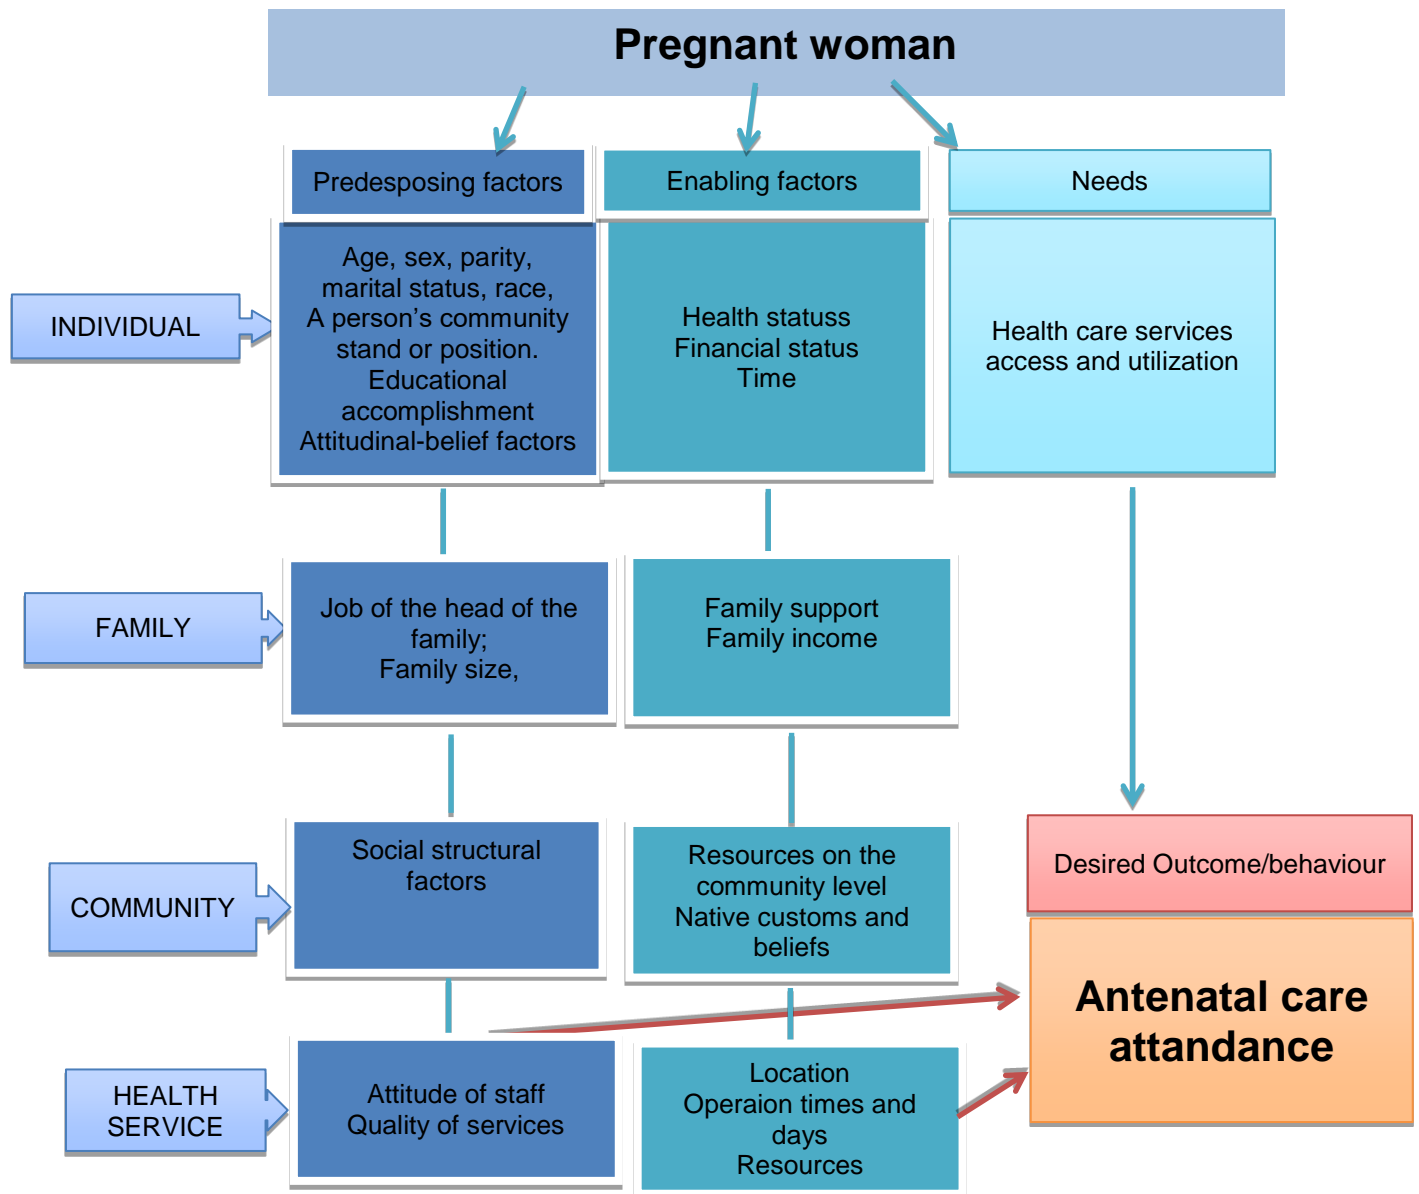 Pregnant woman
Predesposing factors
Enabling factors
Needs
INDIVIDUAL
Age, sex, parity,
marital status, race,
A person’s community
stand or position.
Educational
accomplishment
Attitudinal-belief factors
Health statuss
Financial status
Time
Health care services
access and utilization
FAMILY
Job of the head of the
family;
Family size,
Family support
Family income
COMMUNITY
Social structural
factors
Resources on the
community level
Native customs and
beliefs
Desired Outcome/behaviour
Antenatal care
attandance
HEALTH
SERVICE
Attitude of staff
Quality of services
Location
Operaion times and
days
Resources